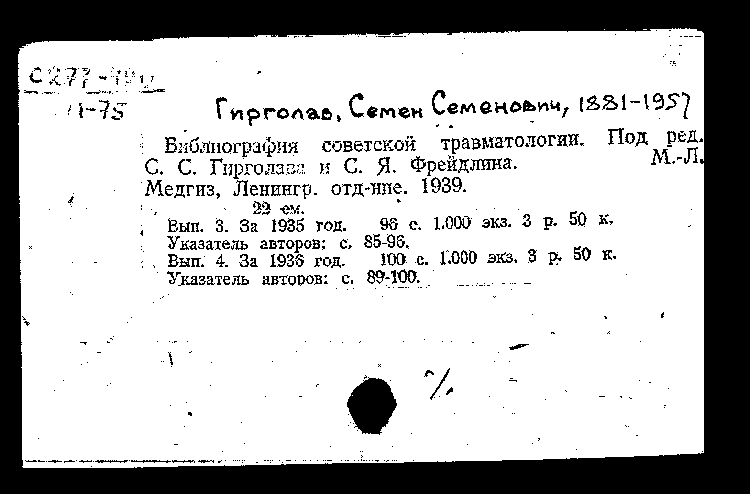 Гирголав, Семен Семенович, 1881-1957
Библиография советской травматологии. Под ред.
С. С. Гирголава и С. Я. Фрейдлина. М.-Л.
Медгиз, Ленингр. отд-ние. 1939.
22 см.
Вып. 3. За 1935 год. 96 с. 1.000 экз. 3 р. 50 к.
Указатель авторов: с. 85-96.
Вып. 4. За 1936 год. 100 с. 1.000 экз. 3 р. 50 к.
Указатель авторов: с. 89-100.